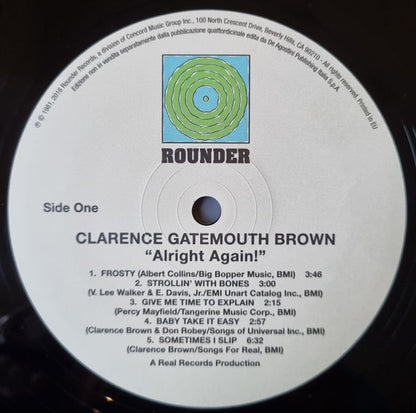 ℗ © 1981, 2016 Rounder Records, a division of Concord Music Group Inc., 100 North Crescent Drive, Beverly Hills, CA 90210 - All rights reserved. Printed in EU
Edizione non in vendita separatamente dalla pubblicazione quattordicinale edita da De Agostini Publishing Italia S.p.A.
ROUNDER
Side One
CLARENCE GATEMOUTH BROWN
“Alright Again!”
1. FROSTY (Albert Collins/Big Bopper Music, BMI) 3:46
2. STROLLIN' WITH BONES 3:00
(V. Lee Walker & E. Davis, Jr./EMI Unart Catalog Inc., BMI)
3. GIVE ME TIME TO EXPLAIN 2:15
(Percy Mayfield/Tangerine Music Corp., BMI)
4. BABY TAKE IT EASY 2:57
(Clarence Brown & Don Robey/Songs of Universal Inc., BMI)
5. SOMETIMES I SLIP 6:32
(Clarence Brown/Songs For Real, BMI)
A Real Records Production